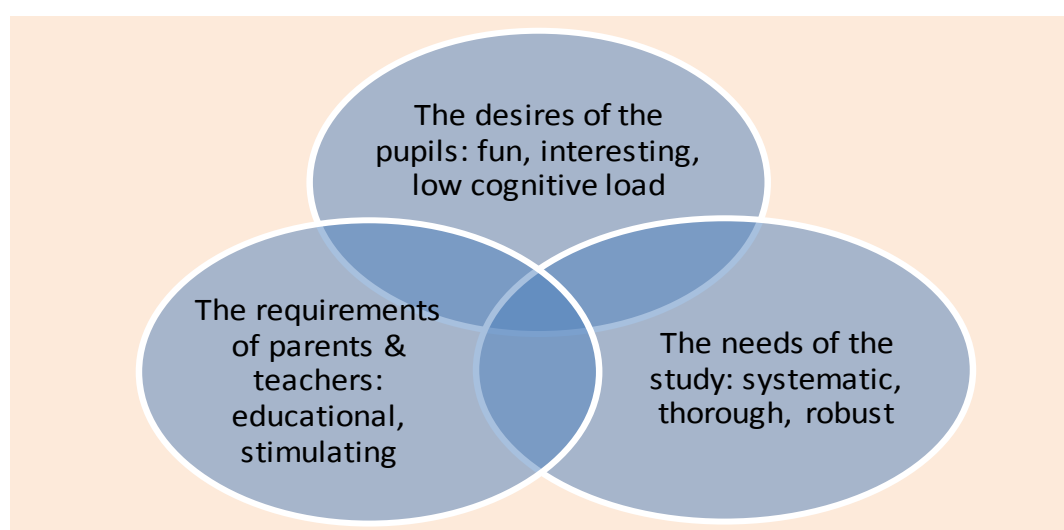 The desires of the
pupils: fun, interesting,
low cognitive load
The requirements
of parents &
teachers:
educational,
stimulating
The needs of the
study: systematic,
thorough, robust